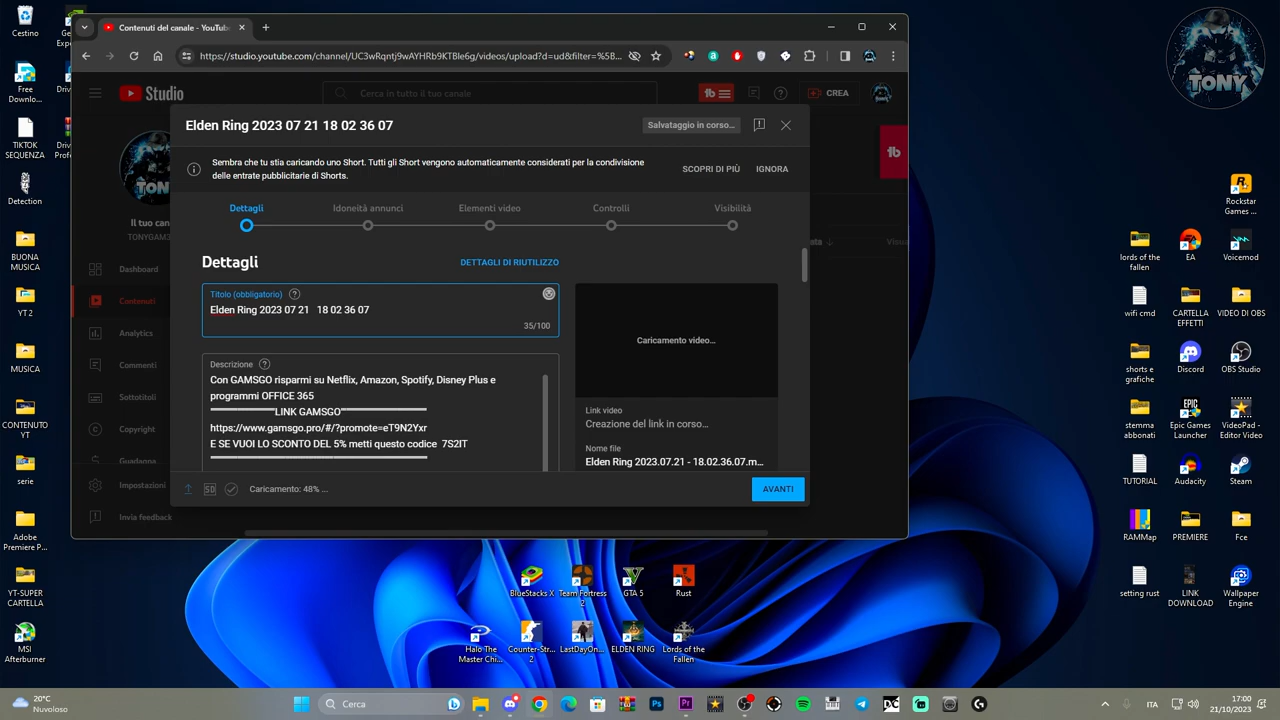 Cestino
GeF
Exp
Contenuti del canale - YouTub
https://studio.youtube.com/channel/UC3wRqntj9wAYHRb9KTBle6g/videos/upload?d=ud&filter=%5B...
Studio
Cerca in tutto il tuo canale
CREA
TONY
Free
Downlo...
Driv
TIKTOK
SEQUENZA
Driv
Prof
Detection
BUONA
MUSICA
YT 2
MUSICA
CONTENUTO
YT
serie
Adobe
Premiere P...
YT-SUPER
CARTELLA
MSI
Afterburner
TONY
Il tuo can
TONYGAM3
Dashboard
Contenuti
Analytics
Commenti
Sottotitoli
Copyright
Guadagna
Impostazioni
Invia feedback
Elden Ring 2023 07 21 18 02 36 07
Salvataggio in corso...
Sembra che tu stia caricando uno Short. Tutti gli Short vengono automaticamente considerati per la condivisione
delle entrate pubblicitarie di Shorts.
SCOPRI DI PIÙ
IGNORA
Dettagli
Idoneità annunci
Elementi video
Controlli
Visibilità
Dettagli
DETTAGLI DI RIUTILIZZO
Titolo (obbligatorio)
Elden Ring 2023 07 21   18 02 36 07
35/100
Descrizione
Con GAMSGO risparmi su Netflix, Amazon, Spotify, Disney Plus e
programmi OFFICE 365
LINK GAMSGO
https://www.gamsgo.pro/#/?promote=eT9N2Yxr
E SE VUOI LO SCONTO DEL 5% metti questo codice  7S2IT
Caricamento video...
Link video
Creazione del link in corso...
Nome file
Elden Ring 2023.07.21 - 18.02.36.07.m...
SD
Caricamento: 48% ...
AVANTI
ata
Visua
Rockstar
Games ...
lords of the
fallen
EA
Voicemod
wifi cmd
CARTELLA
EFFETTI
VIDEO DI OBS
shorts e
grafiche
Discord
OBS Studio
stemma
abbonati
Epic Games
Launcher
VideoPad -
Editor Video
TUTORIAL
Audacity
Steam
RAMMap
PREMIERE
Fce
setting rust
LINK
DOWNLOAD
Wallpaper
Engine
BlueStacks X
Team Fortress
2
GTA 5
Rust
Halo The
Master Chi...
Counter-Str...
2
LastDayOn...
ELDEN RING
Lords of the
Fallen
20°C
Nuvoloso
Cerca
ITA
17:00
21/10/2023